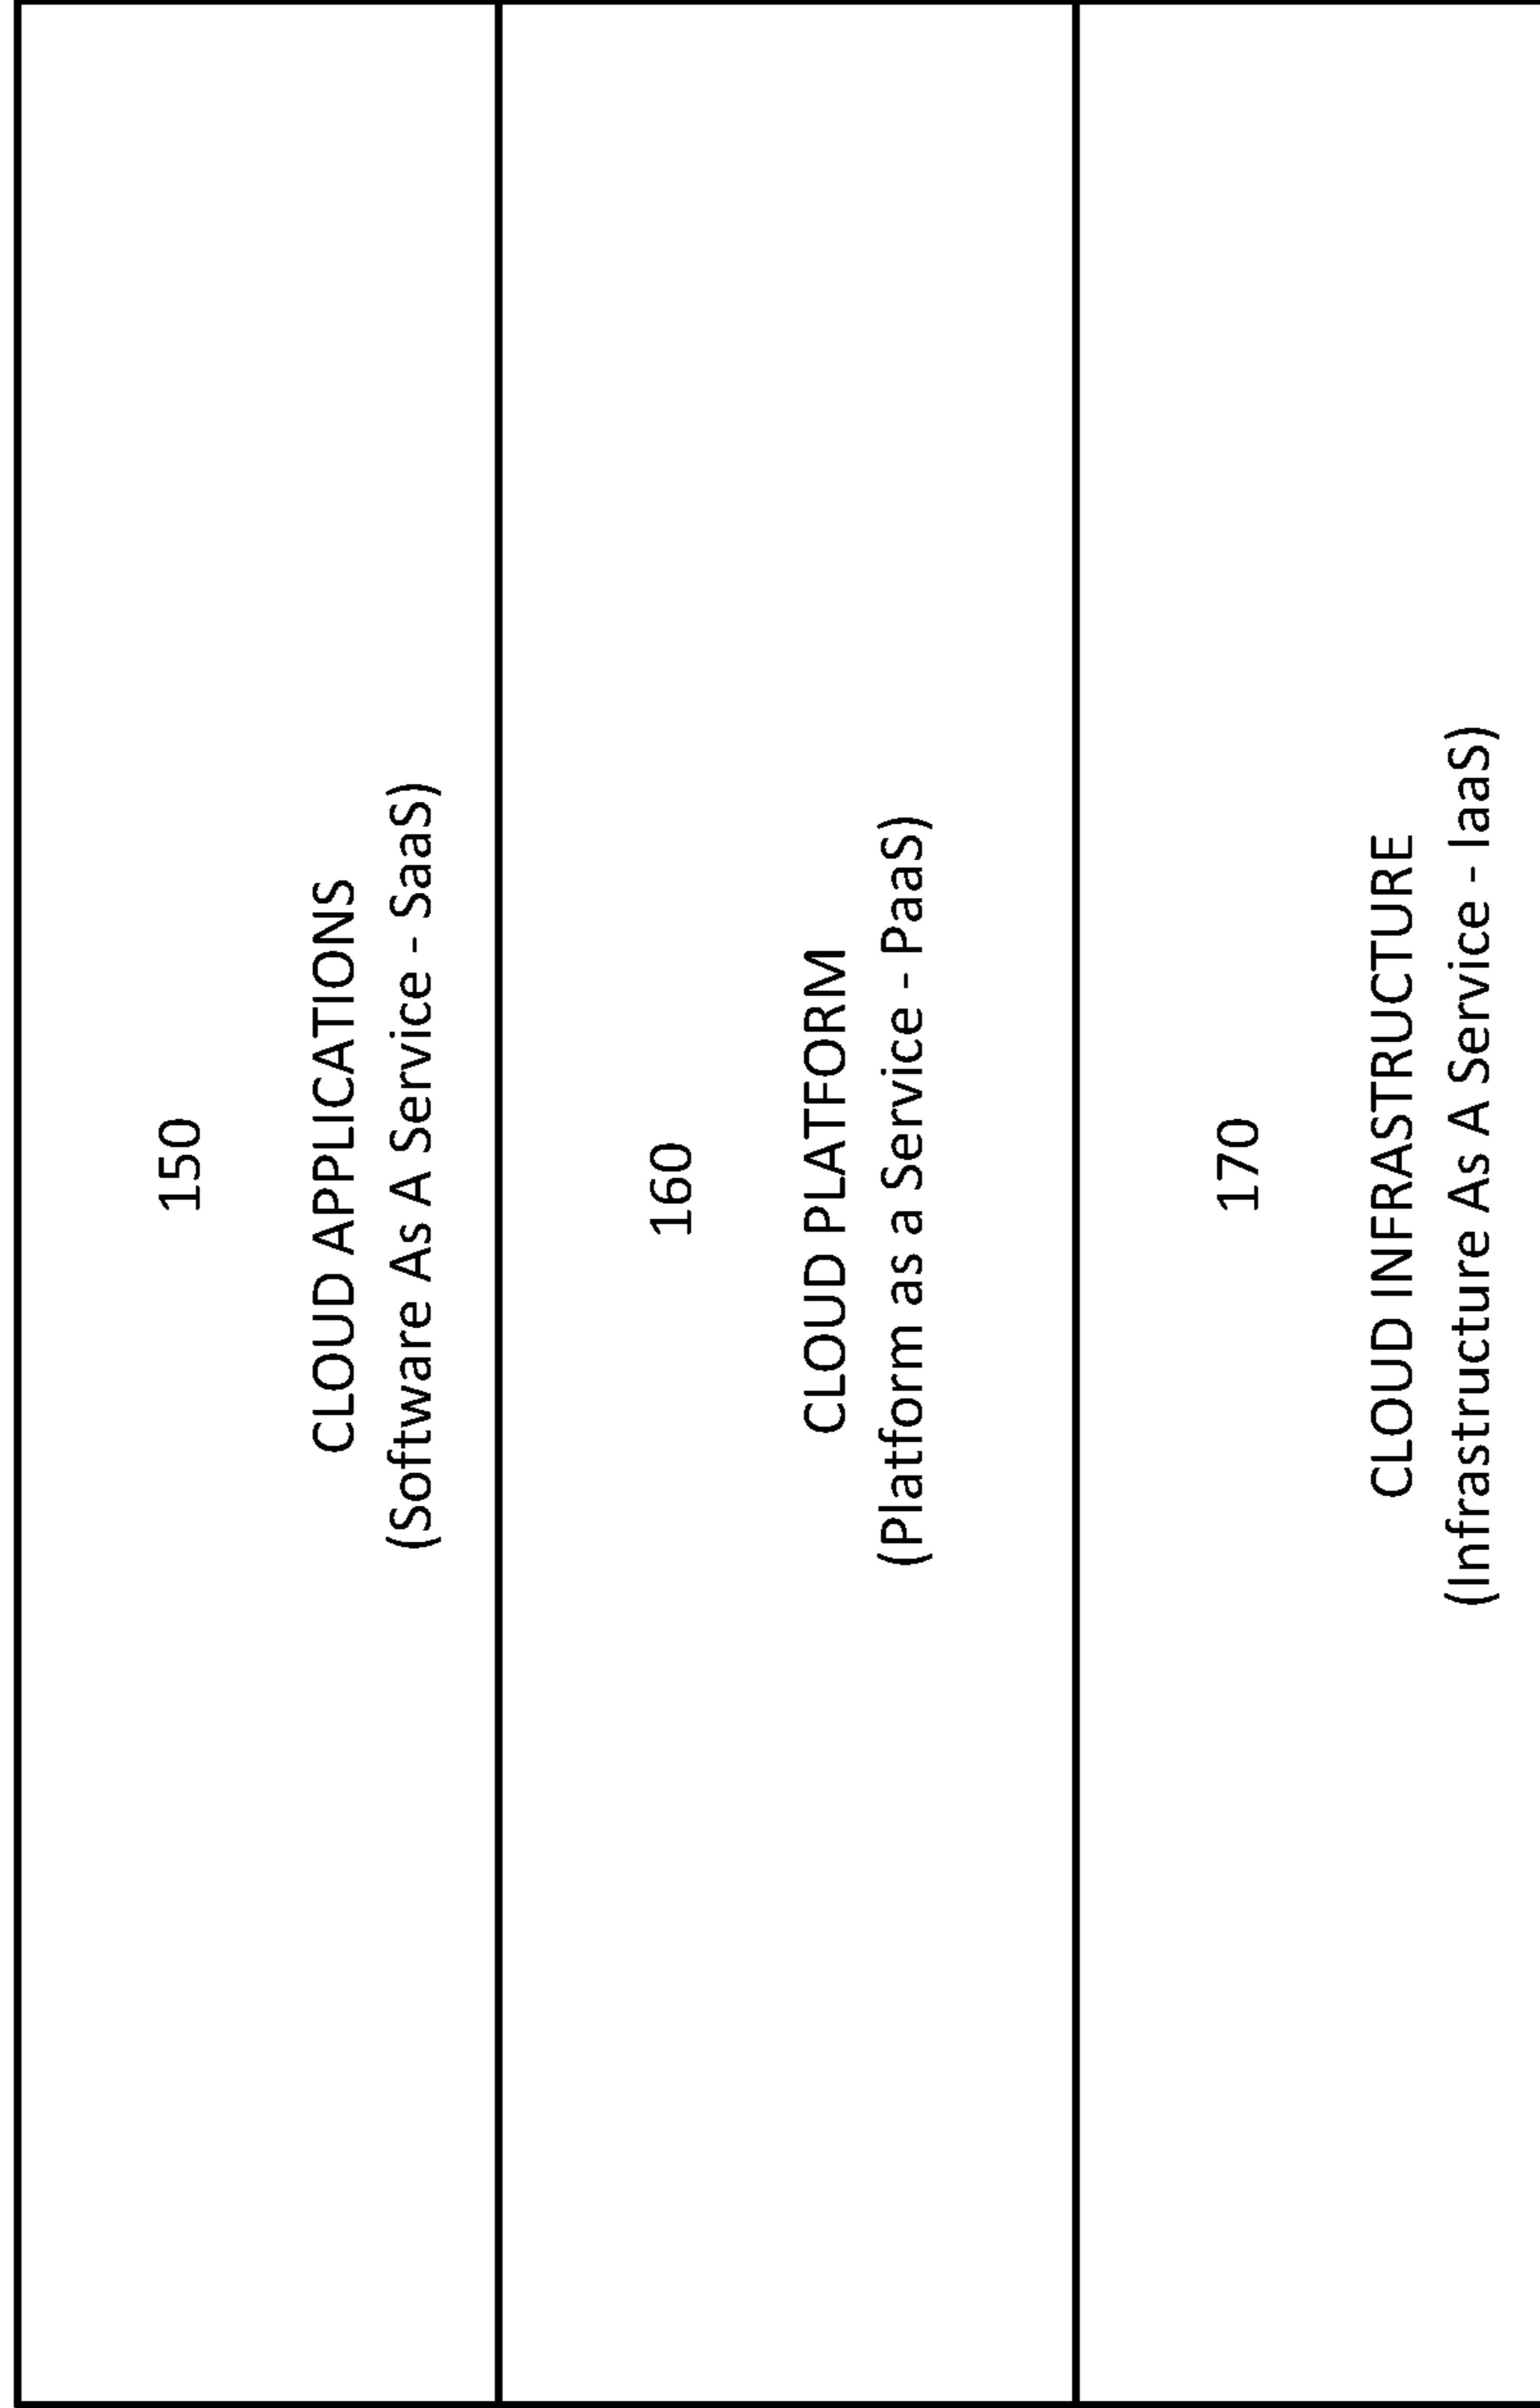 150
CLOUD APPLICATIONS
(Software As A Service - SaaS)
160
CLOUD PLATFORM
(Platform as a Service - PaaS)
170
CLOUD INFRASTRUCTURE
(Infrastructure As A Service - IaaS)